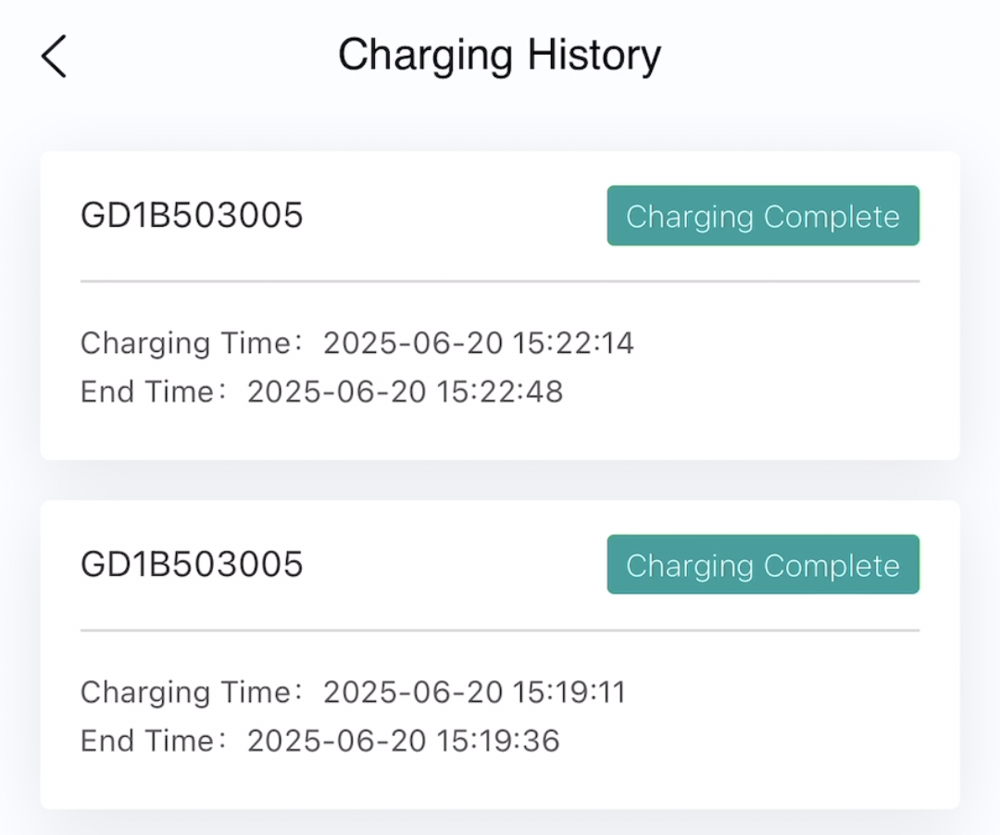 Charging History
GD1B503005
Charging Complete
Charging Time： 2025-06-20 15:22:14
End Time： 2025-06-20 15:22:48
GD1B503005
Charging Complete
Charging Time： 2025-06-20 15:19:11
End Time： 2025-06-20 15:19:36